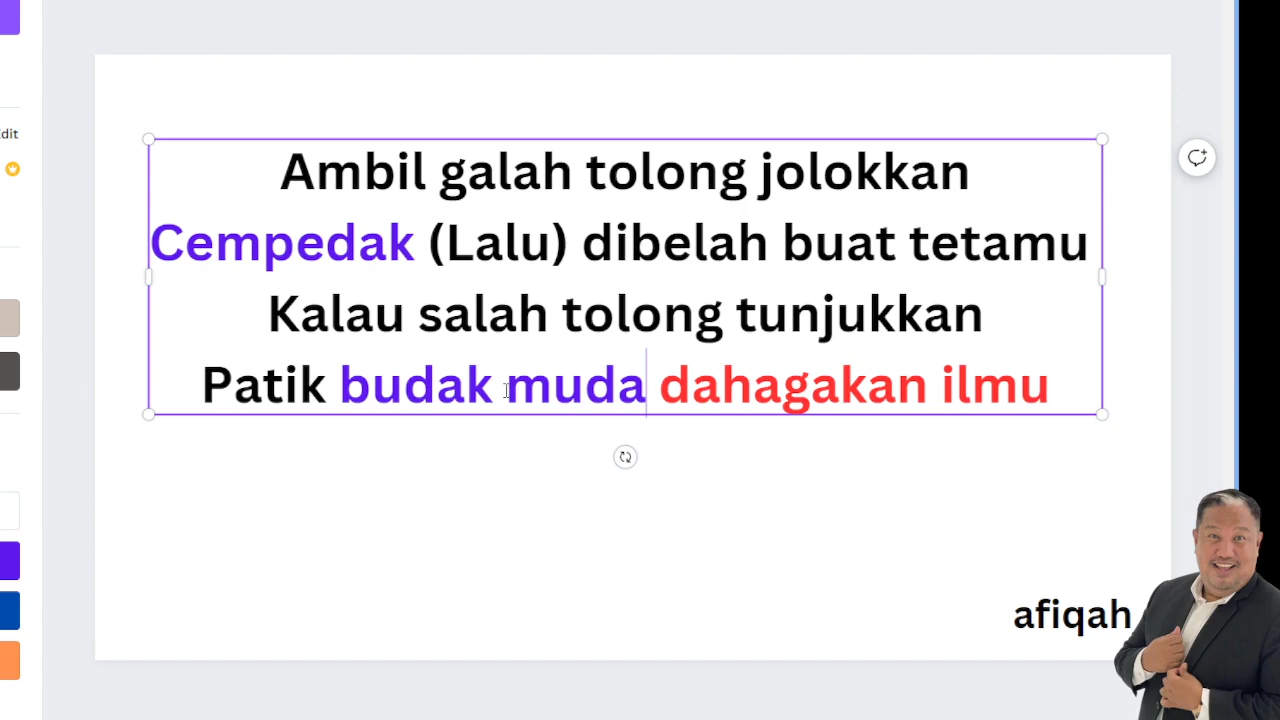 Edit
Ambil galah tolong jolokkan
Cempedak (Lalu) dibelah buat tetamu
Kalau salah tolong tunjukkan
Patik budak muda dahagakan ilmu
afiqah